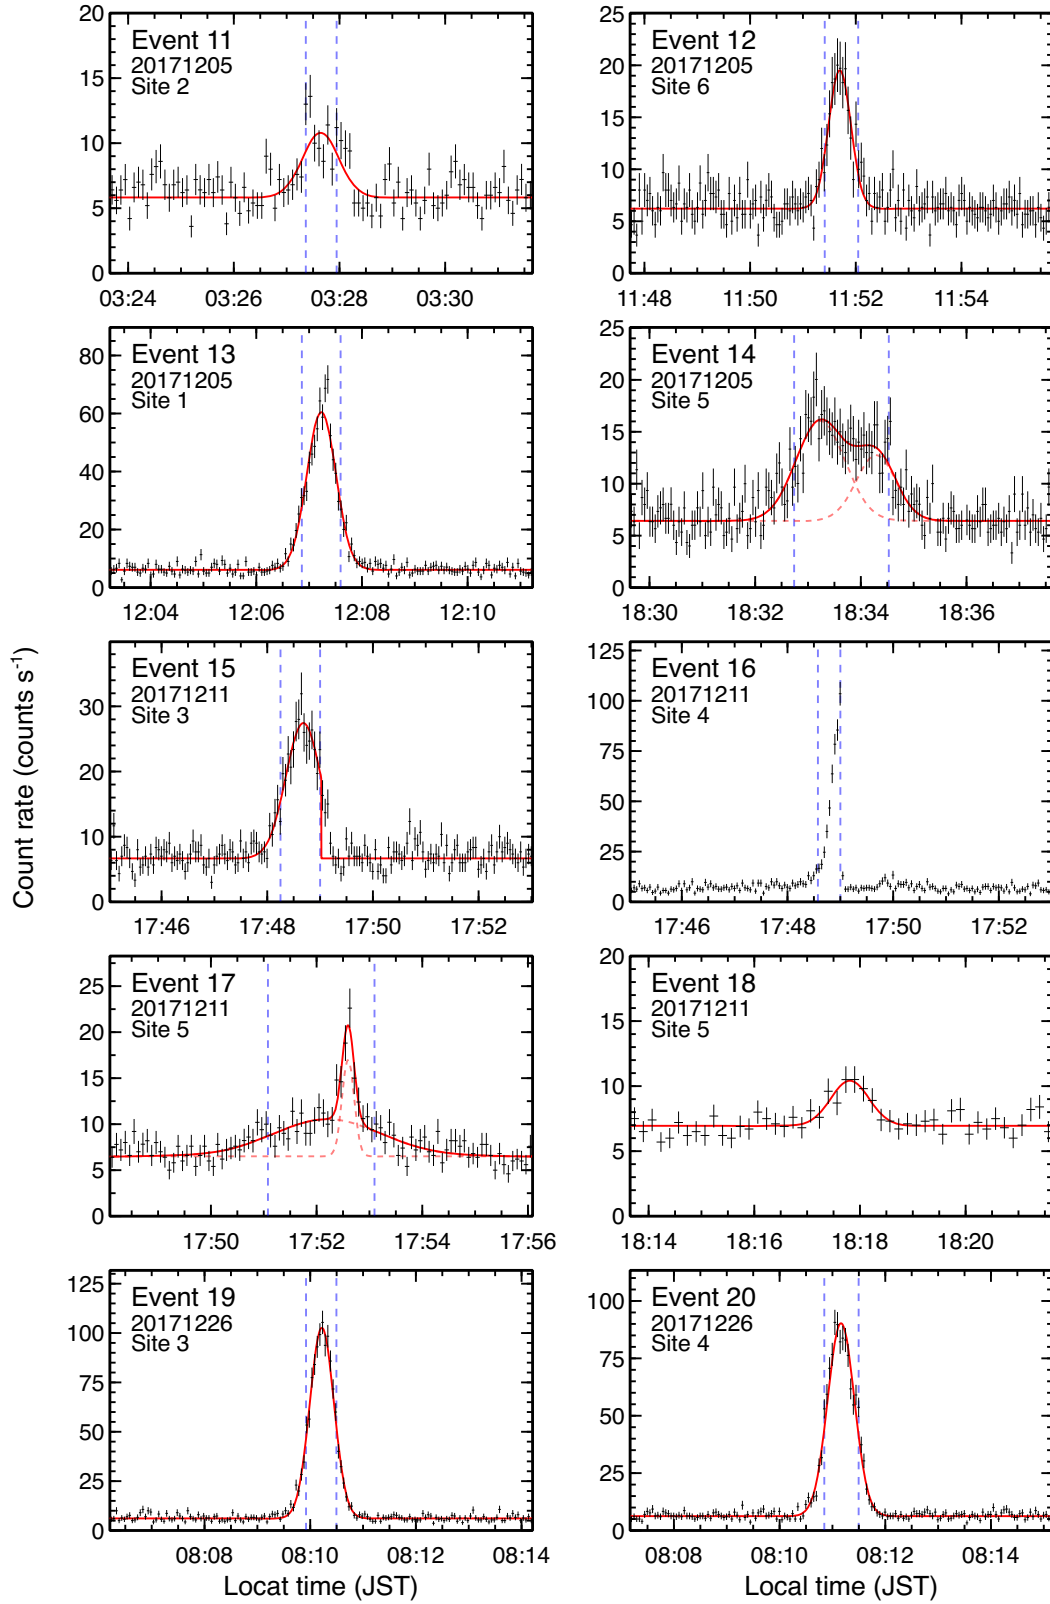 Event 11
20171205
Site 2
20
15
10
5
0
03:24 03:26 03:28 03:30
Event 12
20171205
Site 6
25
20
15
10
5
0
11:48 11:50 11:52 11:54
Event 13
20171205
Site 1
80
60
40
20
0
12:04 12:06 12:08 12:10
Event 14
20171205
Site 5
25
20
15
10
5
0
18:30 18:32 18:34 18:36
Count rate (counts s⁻¹)
Event 15
20171211
Site 3
30
20
10
0
17:46 17:48 17:50 17:52
Event 16
20171211
Site 4
125
100
75
50
25
0
17:46 17:48 17:50 17:52
Event 17
20171211
Site 5
25
20
15
10
5
0
17:50 17:52 17:54 17:56
Event 18
20171211
Site 5
20
15
10
5
0
18:14 18:16 18:18 18:20
Event 19
20171226
Site 3
125
100
75
50
25
0
08:08 08:10 08:12 08:14
Locat time (JST)
Event 20
20171226
Site 4
100
75
50
25
0
08:08 08:10 08:12 08:14
Local time (JST)